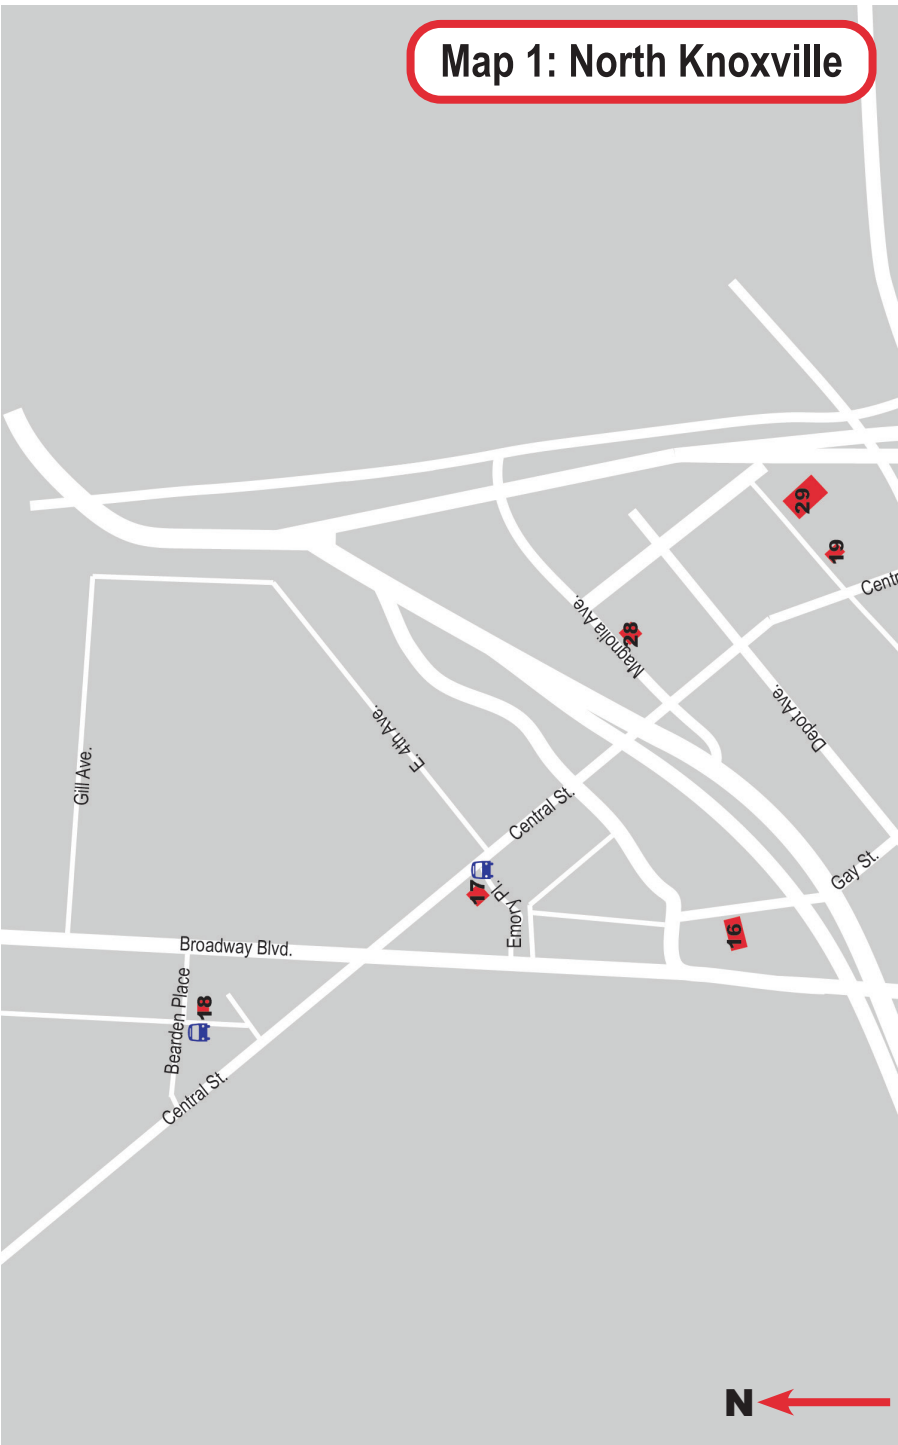 Map 1: North Knoxville
29
19
Centr
Magnolia Ave.
28
Depot Ave.
E. 4th Ave.
Gill Ave.
Central St.
Gay St.
17
Emory Pl.
16
Broadway Blvd.
Bearden Place
18
Central St.
N